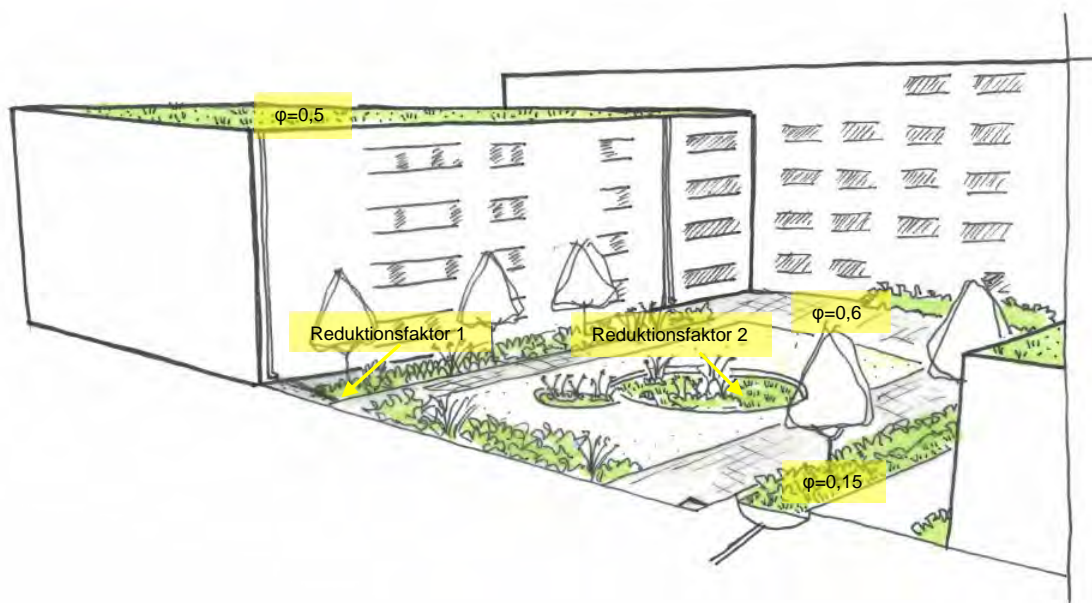 φ=0,5
φ=0,6
Reduktionsfaktor 1
Reduktionsfaktor 2
φ=0,15